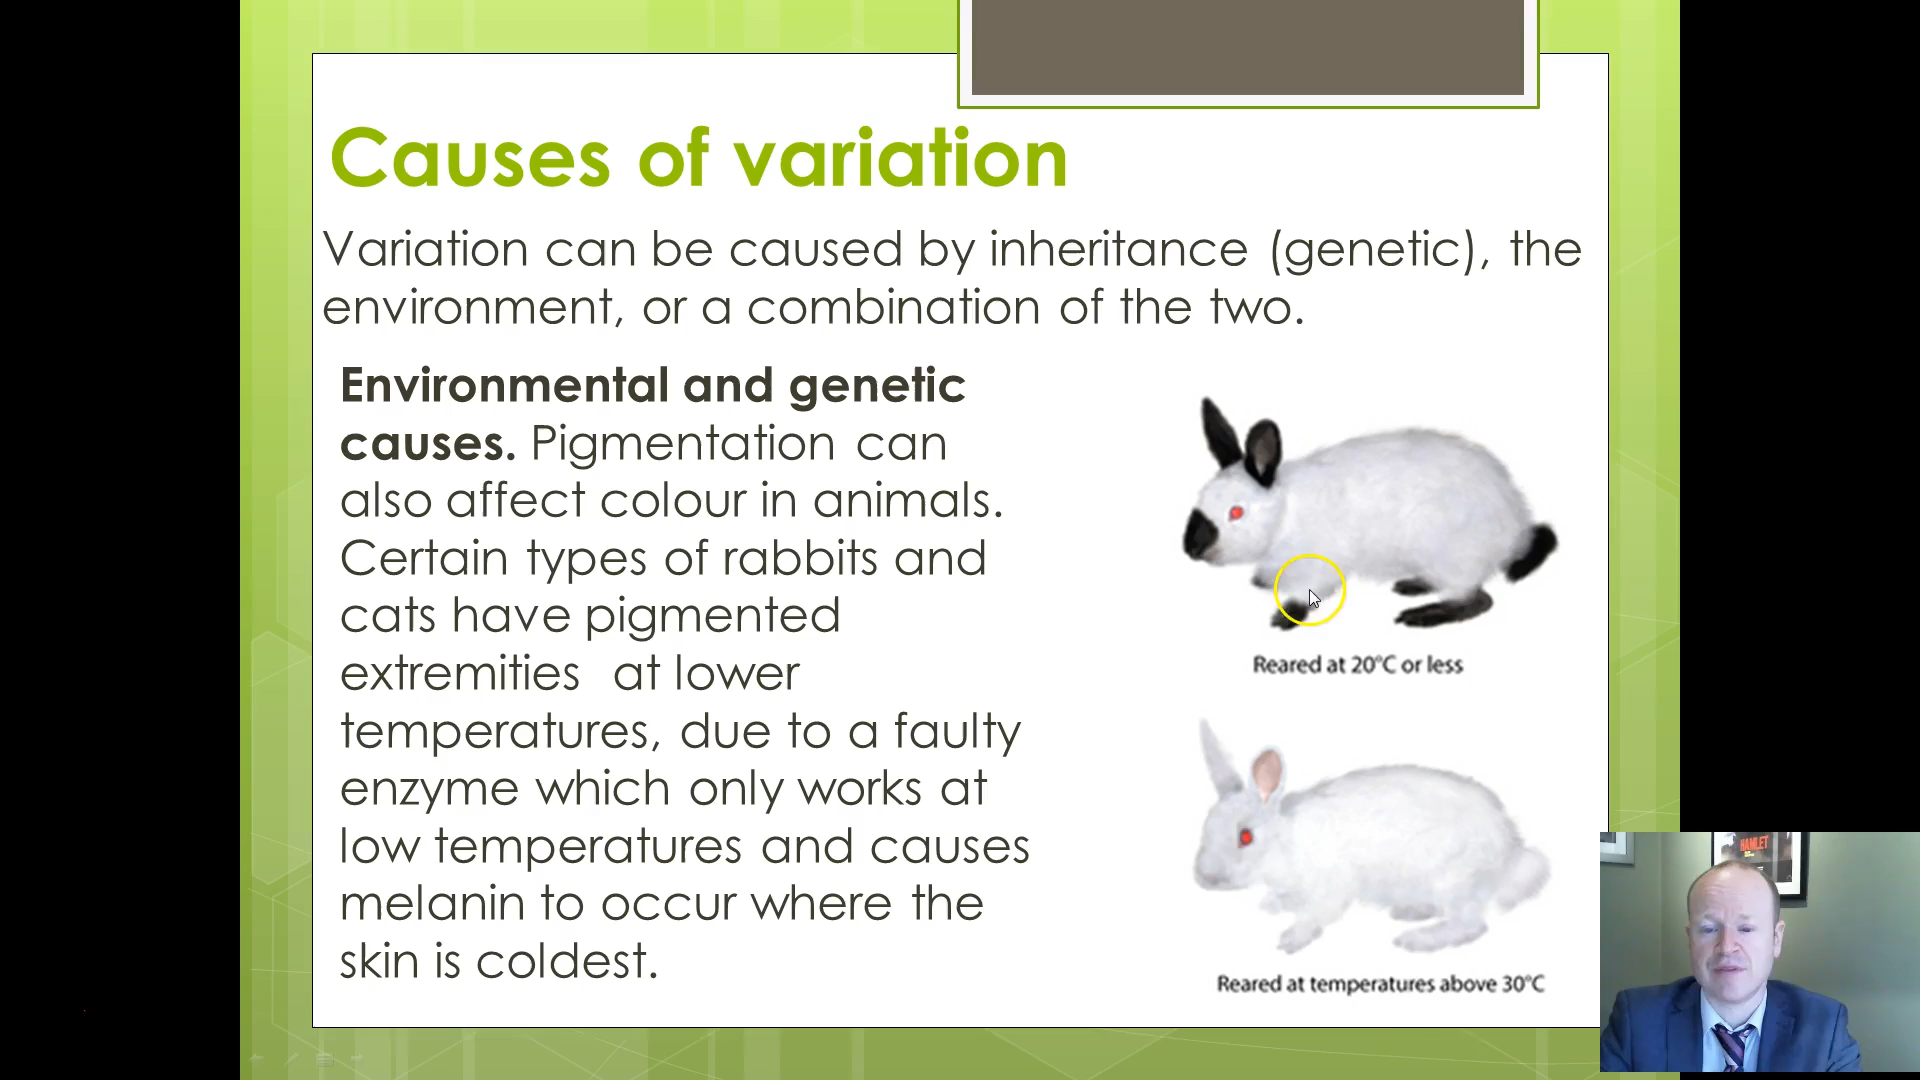 Causes of variation
Variation can be caused by inheritance (genetic), the
environment, or a combination of the two.
Environmental and genetic
causes. Pigmentation can
also affect colour in animals.
Certain types of rabbits and
cats have pigmented
extremities at lower
temperatures, due to a faulty
enzyme which only works at
low temperatures and causes
melanin to occur where the
skin is coldest.
Reared at 20°C or less
Reared at temperatures above 30°C
HAMLET